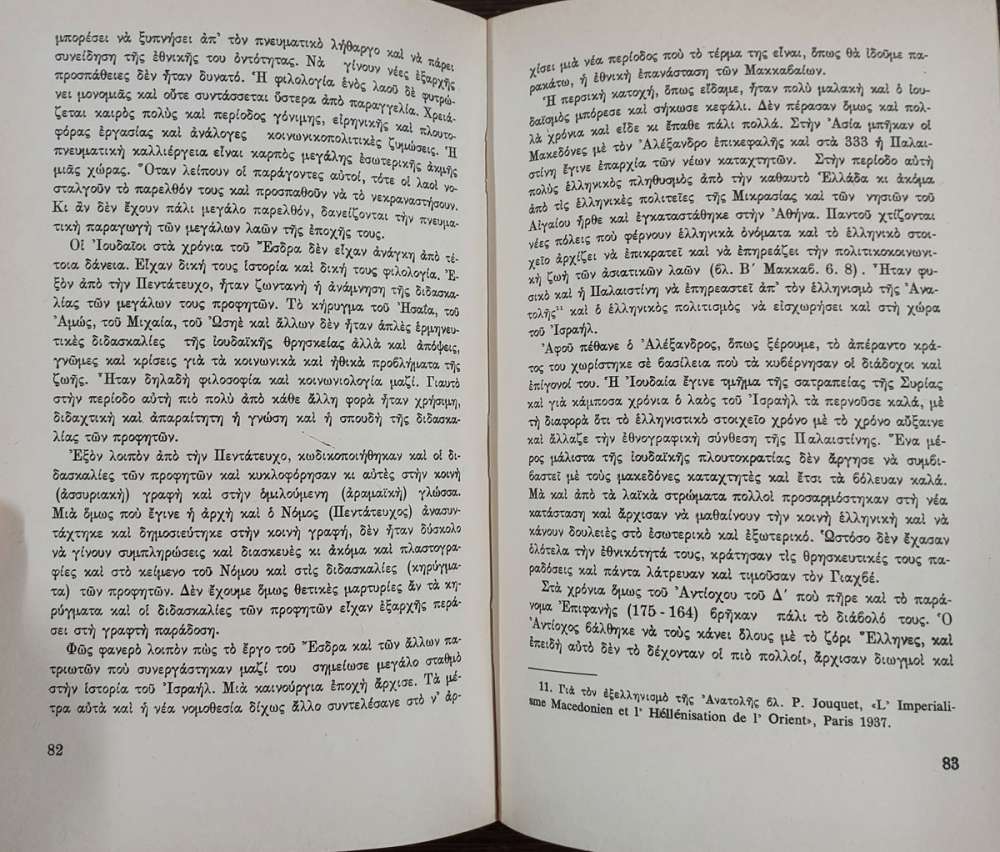 μπορέσει νὰ ξυπνήσει ἀπ' τὸν πνευματικὸ λήθαργο καὶ νὰ πάρει
συνείδηση τῆς ἐθνικῆς του ὀντότητας. Νὰ γίνουν νέες ἐξαρχῆς
προσπάθειες δὲν ἤταν δυνατό. Ἡ φιλολογία ἑνὸς λαοῦ δὲ φυτρώ-
νει μονομιᾶς καὶ οὔτε συντάσσεται ὕστερα ἀπὸ παραγγελία. Χρειά-
ζεται καιρὸς πολὺς καὶ περίοδος γόνιμης, εἰρηνικῆς καὶ πλουτο-
φόρας ἐργασίας καὶ ἀνάλογες κοινωνικοπολιτικὲς ζυμώσεις. Ἡ
πνευματικὴ καλλιέργεια εἶναι καρπὸς μεγάλης ἐσωτερικῆς ἀκμῆς
μιᾶς χώρας. Ὅταν λείπουν οἱ παράγοντες αὐτοί, τότε οἱ λαοὶ νο-
σταλγοῦν τὸ παρελθόν τους καὶ προσπαθοῦν νὰ τὸ νεκραναστήσουν.
Κι ἂν δὲν ἔχουν πάλι μεγάλο παρελθόν, δανείζονται τὴν πνευμα-
τικὴ παραγωγὴ τῶν μεγάλων λαῶν τῆς ἐποχῆς τους.
Οἱ Ἰουδαῖοι στὰ χρόνια τοῦ Ἔσδρα δὲν εἶχαν ἀνάγκη ἀπὸ τέ-
τοια δάνεια. Εἶχαν δική τους ἱστορία καὶ δική τους φιλολογία. Ἐ-
ξὸν ἀπὸ τὴν Πεντάτευχο, ἤταν ζωντανὴ ἡ ἀνάμνηση τῆς διδασκα-
λίας τῶν μεγάλων τους προφητῶν. Τὸ κήρυγμα τοῦ Ἠσαΐα, τοῦ
Ἀμώς, τοῦ Μιχαία, τοῦ Ὠσηὲ καὶ ἄλλων δὲν ἤταν ἁπλὲς ἑρμηνευ-
τικὲς διδασκαλίες τῆς ἰουδαϊκῆς θρησκείας ἀλλὰ καὶ ἀπόψεις,
γνῶμες καὶ κρίσεις γιὰ τὰ κοινωνικὰ καὶ ἠθικὰ προβλήματα τῆς
ζωῆς. Ἤταν δηλαδὴ φιλοσοφία καὶ κοινωνιολογία μαζί. Γιαυτὸ
στὴν περίοδο αὐτὴ πιὸ πολὺ ἀπὸ κάθε ἄλλη φορὰ ἤταν χρήσιμη,
διδαχτικὴ καὶ ἀπαραίτητη ἡ γνώση καὶ ἡ σπουδὴ τῆς διδασκα-
λίας τῶν προφητῶν.
Ἐξὸν λοιπὸν ἀπὸ τὴν Πεντάτευχο, κωδικοποιήθηκαν καὶ οἱ δι-
δασκαλίες τῶν προφητῶν καὶ κυκλοφόρησαν κι αὐτὲς στὴν κοινὴ
(ἀσσυριακὴ) γραφὴ καὶ στὴν ὁμιλούμενη (ἀραμαϊκὴ) γλώσσα.
Μιὰ ὅμως ποὺ ἔγινε ἡ ἀρχὴ καὶ ὁ Νόμος (Πεντάτευχος) ἀνασυν-
τάχτηκε καὶ δημοσιεύτηκε στὴν κοινὴ γραφή, δὲν ἤταν δύσκολο
νὰ γίνουν συμπληρώσεις καὶ διασκευὲς κι ἀκόμα καὶ πλαστογρα-
φίες καὶ στὸ κείμενο τοῦ Νόμου καὶ στὶς διδασκαλίες (κηρύγμα-
τα) τῶν προφητῶν. Δὲν ἔχουμε ὅμως θετικὲς μαρτυρίες ἂν τὰ κη-
ρύγματα καὶ οἱ διδασκαλίες τῶν προφητῶν εἶχαν ἐξαρχῆς περά-
σει στὴ γραφτὴ παράδοση.
Φῶς φανερὸ λοιπὸν πὼς τὸ ἔργο τοῦ Ἔσδρα καὶ τῶν ἄλλων πα-
τριωτῶν ποὺ συνεργάστηκαν μαζί του σημείωσε μεγάλο σταθμὸ
στὴν ἱστορία τοῦ Ἰσραήλ. Μιὰ καινούργια ἐποχὴ ἄρχισε. Τὰ μέ-
τρα αὐτὰ καὶ ἡ νέα νομοθεσία δίχως ἄλλο συντελέσανε στὸ ν' ἀρ-
82
χίσει μιὰ νέα περίοδος ποὺ τὸ τέρμα της εἶναι, ὅπως θὰ ἰδοῦμε πα-
ρακάτω, ἡ ἐθνικὴ ἐπανάσταση τῶν Μακκαβαίων.
Ἡ περσικὴ κατοχή, ὅπως εἴδαμε, ἤταν πολὺ μαλακὴ καὶ ὁ ἰου-
δαϊσμὸς μπόρεσε καὶ σήκωσε κεφάλι. Δὲν πέρασαν ὅμως καὶ πολ-
λὰ χρόνια καὶ εἶδε κι ἔπαθε πάλι πολλά. Στὴν Ἀσία μπῆκαν οἱ
Μακεδόνες μὲ τὸν Ἀλέξανδρο ἐπικεφαλῆς καὶ στὰ 333 ἡ Παλαι-
στίνη ἔγινε ἐπαρχία τῶν νέων καταχτητῶν. Στὴν περίοδο αὐτὴ
πολὺς ἑλληνικὸς πληθυσμὸς ἀπὸ τὴν καθαυτὸ Ἑλλάδα κι ἀκόμα
ἀπὸ τὶς ἑλληνικὲς πολιτεῖες τῆς Μικρασίας καὶ τῶν νησιῶν τοῦ
Αἰγαίου ἦρθε καὶ ἐγκαταστάθηκε στὴν Ἀθήνα. Παντοῦ χτίζονται
νέες πόλεις ποὺ φέρνουν ἑλληνικὰ ὀνόματα καὶ τὸ ἑλληνικὸ στοι-
χεῖο ἀρχίζει νὰ ἐπικρατεῖ καὶ νὰ ἐπηρεάζει τὴν πολιτικοκοινωνι-
κὴ ζωὴ τῶν ἀσιατικῶν λαῶν (βλ. Β΄ Μακκαβ. 6. 8). Ἤταν φυ-
σικὸ καὶ ἡ Παλαιστίνη νὰ ἐπηρεαστεῖ ἀπ' τὸν ἑλληνισμὸ τῆς Ἀνα-
τολῆς¹¹ καὶ ὁ ἑλληνικὸς πολιτισμὸς νὰ εἰσχωρήσει καὶ στὴ χώρα
τοῦ Ἰσραήλ.
Ἀφοῦ πέθανε ὁ Ἀλέξανδρος, ὅπως ξέρουμε, τὸ ἀπέραντο κρά-
τος του χωρίστηκε σὲ βασίλεια ποὺ τὰ κυβέρνησαν οἱ διάδοχοι καὶ
ἐπίγονοί του. Ἡ Ἰουδαία ἔγινε τμῆμα τῆς σατραπείας τῆς Συρίας
καὶ γιὰ κάμποσα χρόνια ὁ λαὸς τοῦ Ἰσραὴλ τὰ περνοῦσε καλά, μὲ
τὴ διαφορὰ ὅτι τὸ ἑλληνιστικὸ στοιχεῖο χρόνο μὲ τὸ χρόνο αὔξαινε
καὶ ἄλλαζε τὴν ἐθνογραφικὴ σύνθεση τῆς Παλαιστίνης. Ἕνα μέ-
ρος μάλιστα τῆς ἰουδαϊκῆς πλουτοκρατίας δὲν ἄργησε νὰ συμβι-
βαστεῖ μὲ τοὺς μακεδόνες καταχτητὲς καὶ ἔτσι τὰ βόλευαν καλά.
Μὰ καὶ ἀπὸ τὰ λαϊκὰ στρώματα πολλοὶ προσαρμόστηκαν στὴ νέα
κατάσταση καὶ ἄρχισαν νὰ μαθαίνουν τὴν κοινὴ ἑλληνικὴ καὶ νὰ
κάνουν δουλειὲς στὸ ἐσωτερικὸ καὶ ἐξωτερικό. Ὡστόσο δὲν ἔχασαν
ὁλότελα τὴν ἐθνικότητά τους, κράτησαν τὶς θρησκευτικές τους πα-
ραδόσεις καὶ πάντα λάτρευαν καὶ τιμοῦσαν τὸν Γιαχβέ.
Στὰ χρόνια ὅμως τοῦ Ἀντίοχου τοῦ Δ΄ ποὺ πῆρε καὶ τὸ παρά-
νομα Ἐπιφανὴς (175-164) βρῆκαν πάλι τὸ διάβολό τους. Ὁ
Ἀντίοχος βάλθηκε νὰ τοὺς κάνει ὅλους μὲ τὸ ζόρι Ἕλληνες, καὶ
ἐπειδὴ αὐτὸ δὲν τὸ δέχονταν οἱ πιὸ πολλοί, ἄρχισαν διωγμοὶ καὶ
11. Γιὰ τὸν ἐξελληνισμὸ τῆς Ἀνατολῆς βλ. P. Jouquet, «L' Imperiali-
sme Macedonien et l' Héllénisation de l' Orient», Paris 1937.
83